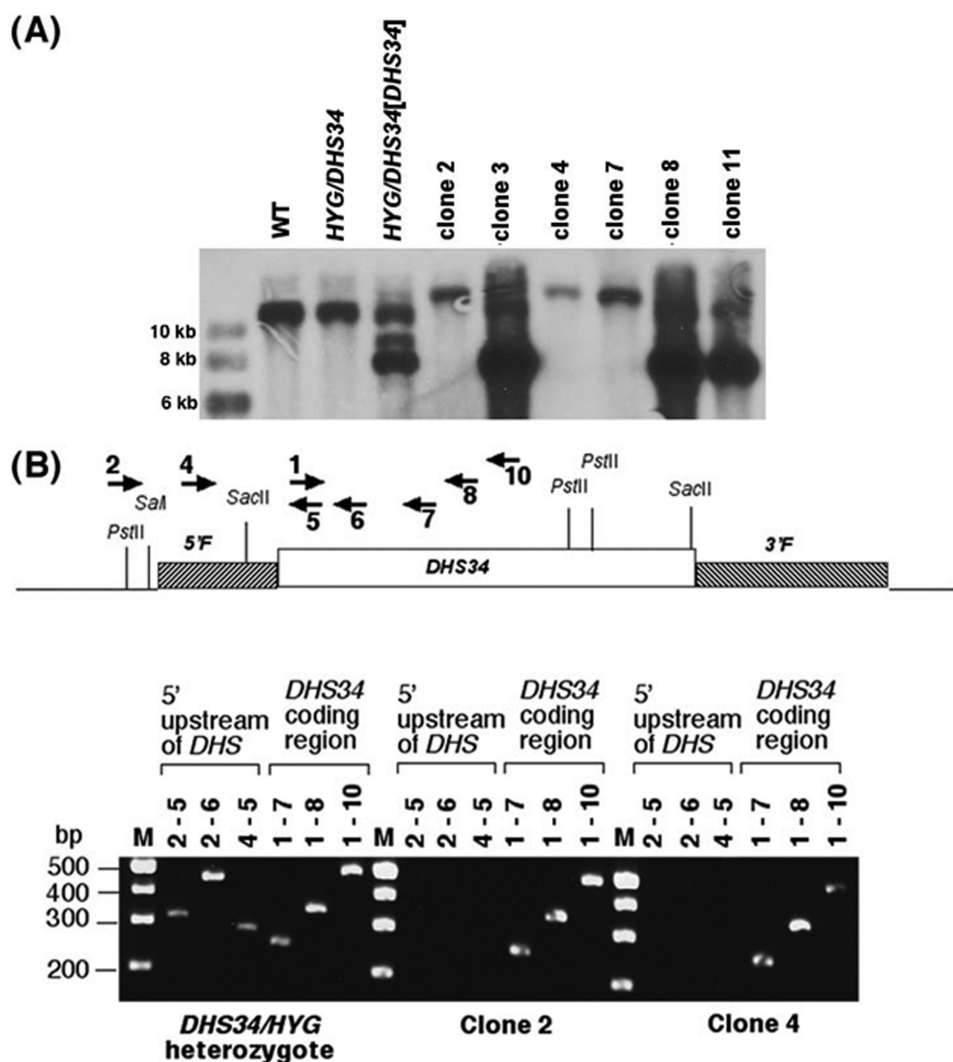 (A)
WT
HYG/DHS34
HYG/DHS34[DHS34]
clone 2
clone 3
clone 4
clone 7
clone 8
clone 11
10 kb
8 kb
6 kb
(B)
2
4
1
10
PstII
SalI
SacII
5
6
7
8
PstII
PstII
SacII
5'F
DHS34
3'F
5'
upstream
of DHS
DHS34
coding
region
5'
upstream
of DHS
DHS34
coding
region
5'
upstream
of DHS
DHS34
coding
region
bp
M
2 - 5
2 - 6
4 - 5
1 - 7
1 - 8
1 - 10
M
2 - 5
2 - 6
4 - 5
1 - 7
1 - 8
1 - 10
M
2 - 5
2 - 6
4 - 5
1 - 7
1 - 8
1 - 10
500
400
300
200
DHS34/HYG
heterozygote
Clone 2
Clone 4